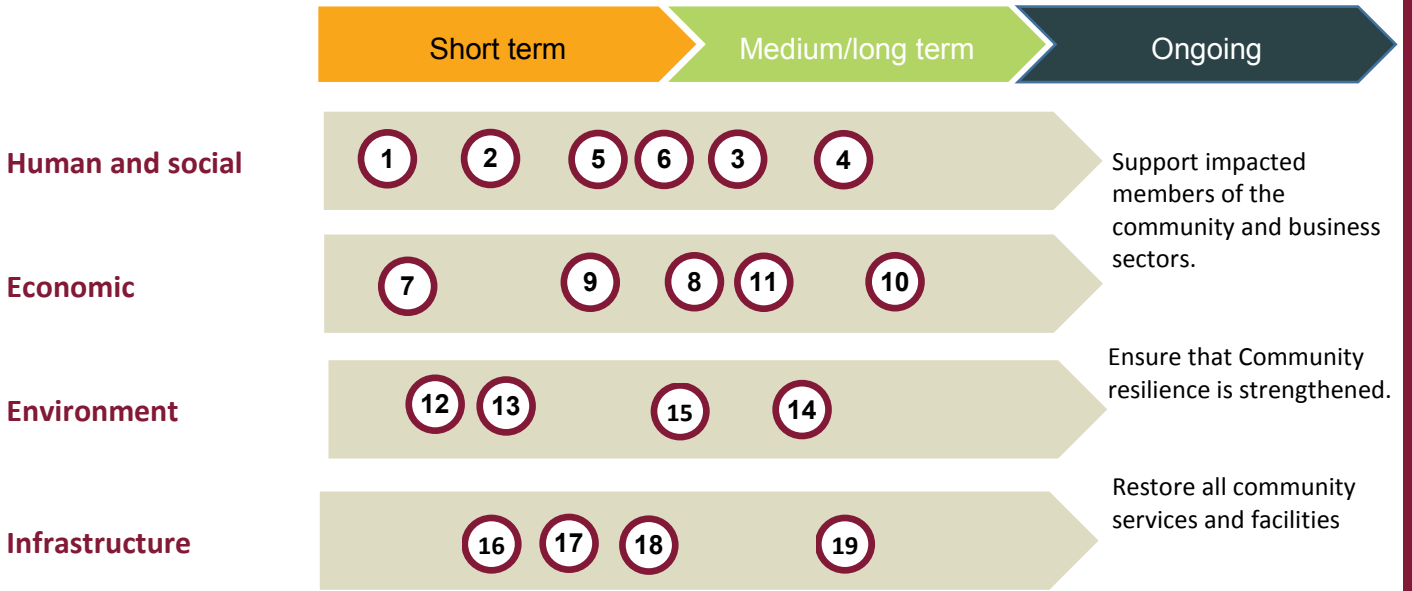 Short term
Medium/long term
Ongoing
Human and social
1 2 5 6 3 4
Support impacted
members of the
community and business
sectors.
Economic
7 9 8 11 10
Environment
12 13 15 14
Ensure that Community
resilience is strengthened.
Infrastructure
16 17 18 19
Restore all community
services and facilities